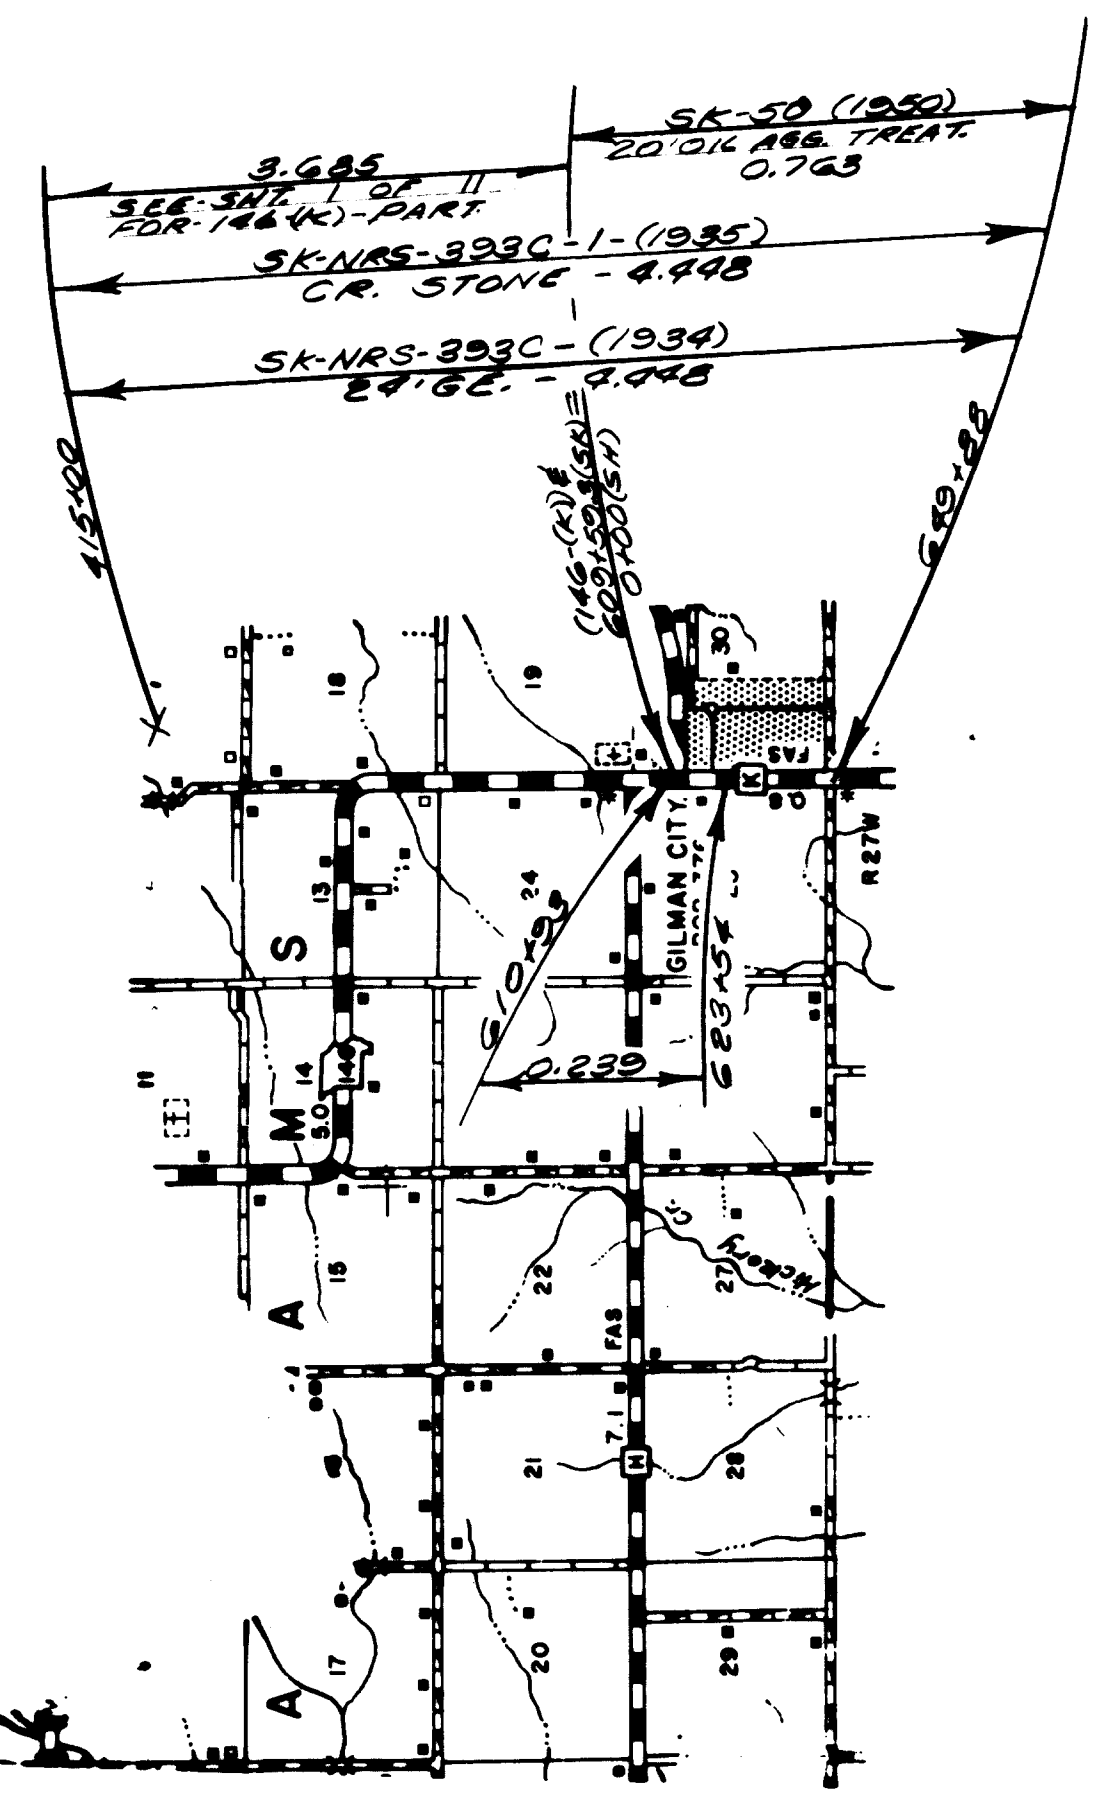 SK-50 (1950)
20' OIL AGG. TREAT.
0.763
3.685
SEE-SHT. 1 OF 11
FOR-146(K)-PART.
SK-NRS-393C-1-(1935)
CR. STONE - 4.448
SK-NRS-393C-(1934)
24' GE. - 4.448
415+00
(146-(K))
609+59.3(SK)=
0+00(SH)
649+88
30
18
19
FAS
K
GILMAN CITY
R27W
13
24
S
610+93
623+54
0.239
14
146
H
M
5.0
15
22
Hickory
Cr.
27
A
FAS
7.1
21
H
28
17
20
29
A